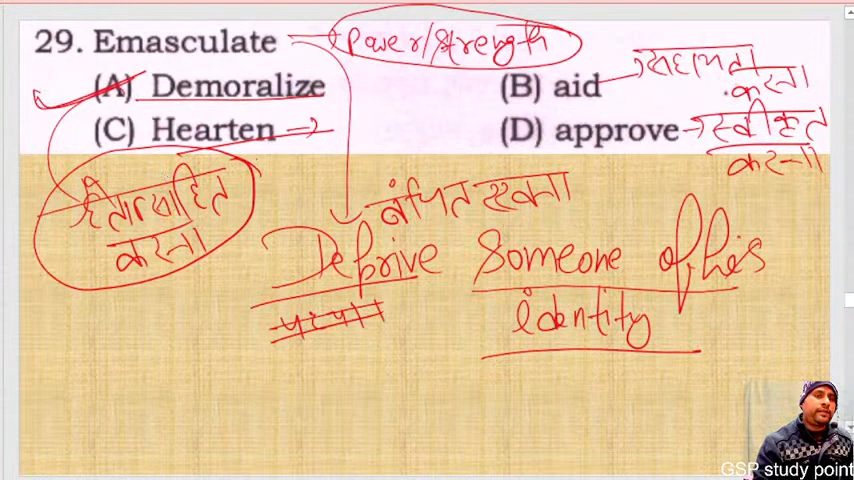 29. Emasculate → Power/Strength
(A) Demoralize (B) aid → सहायता करना
(C) Hearten → (D) approve → स्वीकृत करना
हतोत्साहित करना
बंचित रखना
Deprive Someone of his
identity
GSP study point